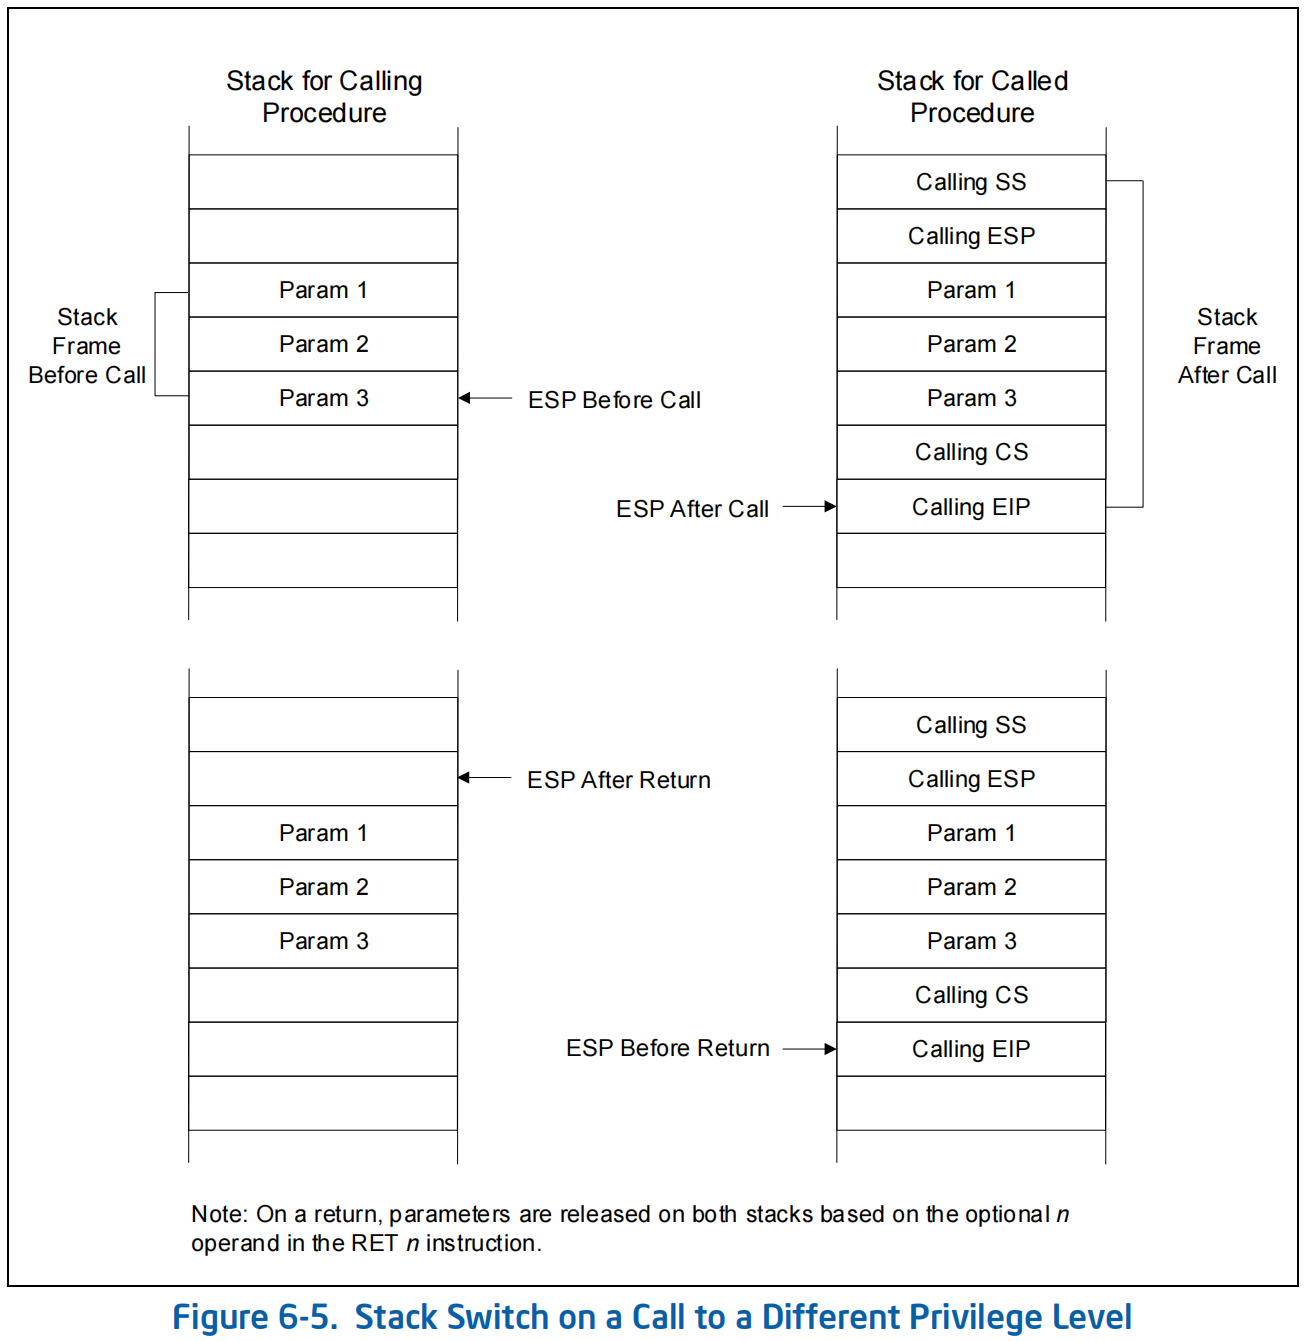 Stack for Calling
Procedure
Stack for Called
Procedure
Calling SS
Calling ESP
Param 1
Param 1
Stack
Frame
Before Call
Param 2
Param 2
Stack
Frame
After Call
Param 3
ESP Before Call
Param 3
Calling CS
ESP After Call
Calling EIP
Calling SS
ESP After Return
Calling ESP
Param 1
Param 1
Param 2
Param 2
Param 3
Param 3
Calling CS
ESP Before Return
Calling EIP
Note: On a return, parameters are released on both stacks based on the optional n
operand in the RET n instruction.
Figure 6-5. Stack Switch on a Call to a Different Privilege Level